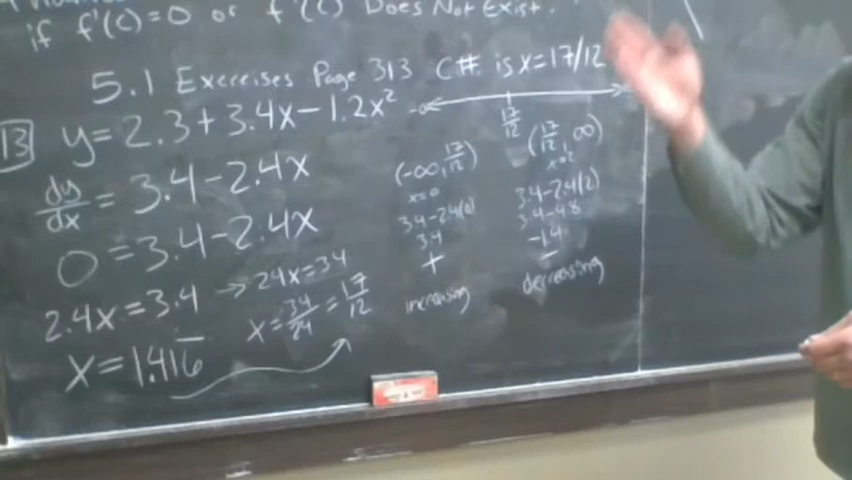 if f'(c)=0 or f'(c) Does Not Exist.
5.1 Exercises Page 313 C# is x=17/12
13 y=2.3+3.4x-1.2x²
dy/dx = 3.4-2.4x
0=3.4-2.4x
2.4x=3.4 → 24x=34
x=34/24=17/12
x=1.416̅
-∞
17/12
(-∞, 17/12)
x=0
3.4-2.4(0)
3.4
+
increasing
(17/12, ∞)
x=2
3.4-2.4(2)
3.4-4.8
-1.4
-
decreasing